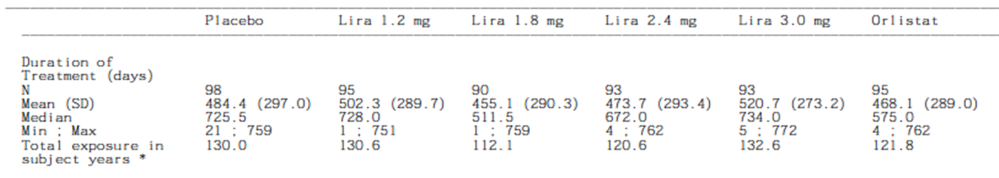 Placebo Lira 1.2 mg Lira 1.8 mg Lira 2.4 mg Lira 3.0 mg Orlistat
Duration of
Treatment (days)
N 98 95 90 93 93 95
Mean (SD) 484.4 (297.0) 502.3 (289.7) 455.1 (290.3) 473.7 (293.4) 520.7 (273.2) 468.1 (289.0)
Median 725.5 728.0 511.5 672.0 734.0 575.0
Min ; Max 21 ; 759 1 ; 751 1 ; 759 4 ; 762 5 ; 772 4 ; 762
Total exposure in 130.0 130.6 112.1 120.6 132.6 121.8
subject years *